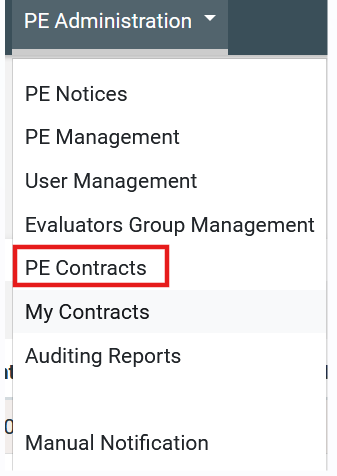 PE Administration
PE Notices
PE Management
User Management
Evaluators Group Management
PE Contracts
My Contracts
Auditing Reports
Manual Notification